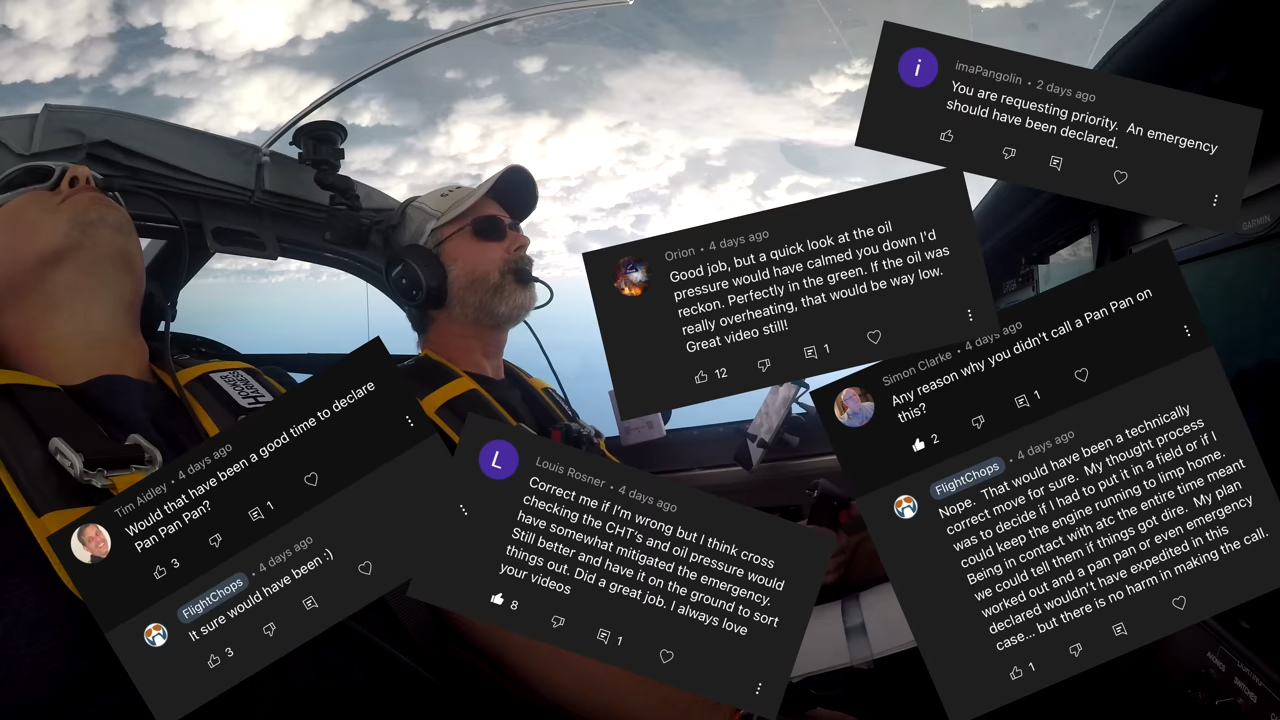 imaPangolin • 2 days ago
You are requesting priority. An emergency
should have been declared.
Orion • 4 days ago
Good job, but a quick look at the oil
pressure would have calmed you down I'd
reckon. Perfectly in the green. If the oil was
really overheating, that would be way low.
Great video still!
12
1
Simon Clarke • 4 days ago
Any reason why you didn't call a Pan Pan on
this?
2
1
FlightChops • 4 days ago
Nope. That would have been a technically
correct move for sure. My thought process
was to decide if I had to put it in a field or if I
could keep the engine running to limp home.
Being in contact with atc the entire time meant
we could tell them if things got dire. My plan
worked out and a pan pan or even emergency
declared wouldn't have expedited in this
case... but there is no harm in making the call.
1
Tim Aidley • 4 days ago
Would that have been a good time to declare
Pan Pan Pan?
3
1
FlightChops • 4 days ago
It sure would have been :)
3
L
Louis Rosner • 4 days ago
Correct me if I'm wrong but I think cross
checking the CHT's and oil pressure would
have somewhat mitigated the emergency.
Still better and have it on the ground to sort
things out. Did a great job. I always love
your videos
8
1
i
HOOKER
HARNESS
GARMIN
SWITCHES